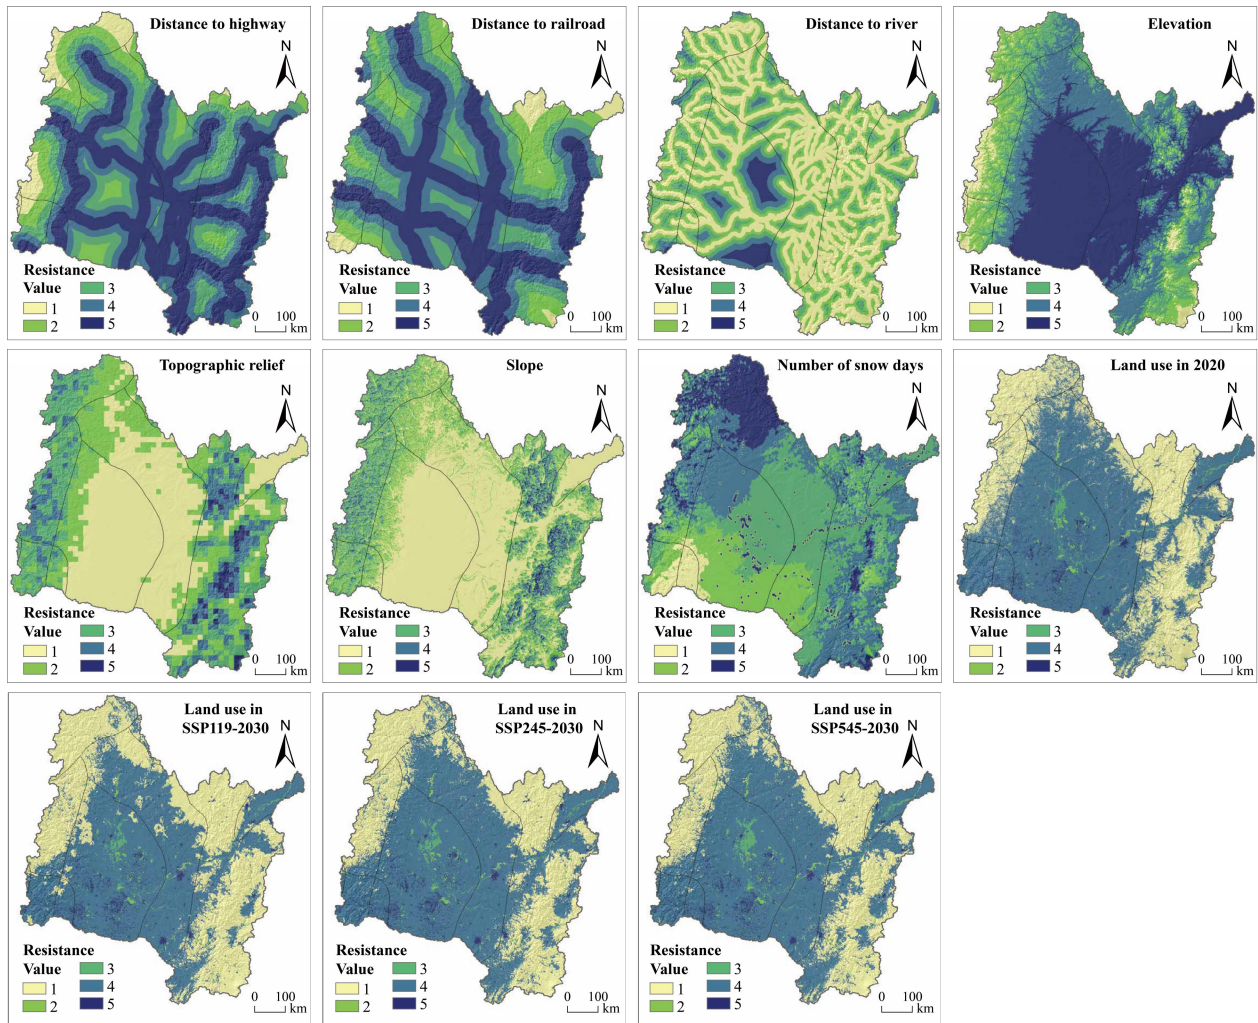 Distance to highway
N
Resistance
Value
1
2
3
4
5
0 100
km
Distance to railroad
N
Resistance
Value
1
2
3
4
5
0 100
km
Distance to river
N
Resistance
Value
1
2
3
4
5
0 100
km
Elevation
N
Resistance
Value
1
2
3
4
5
0 100
km
Topographic relief
N
Resistance
Value
1
2
3
4
5
0 100
km
Slope
N
Resistance
Value
1
2
3
4
5
0 100
km
Number of snow days
N
Resistance
Value
1
2
3
4
5
0 100
km
Land use in 2020
N
Resistance
Value
1
2
3
4
5
0 100
km
Land use in
SSP119-2030
N
Resistance
Value
1
2
3
4
5
0 100
km
Land use in
SSP245-2030
N
Resistance
Value
1
2
3
4
5
0 100
km
Land use in
SSP545-2030
N
Resistance
Value
1
2
3
4
5
0 100
km